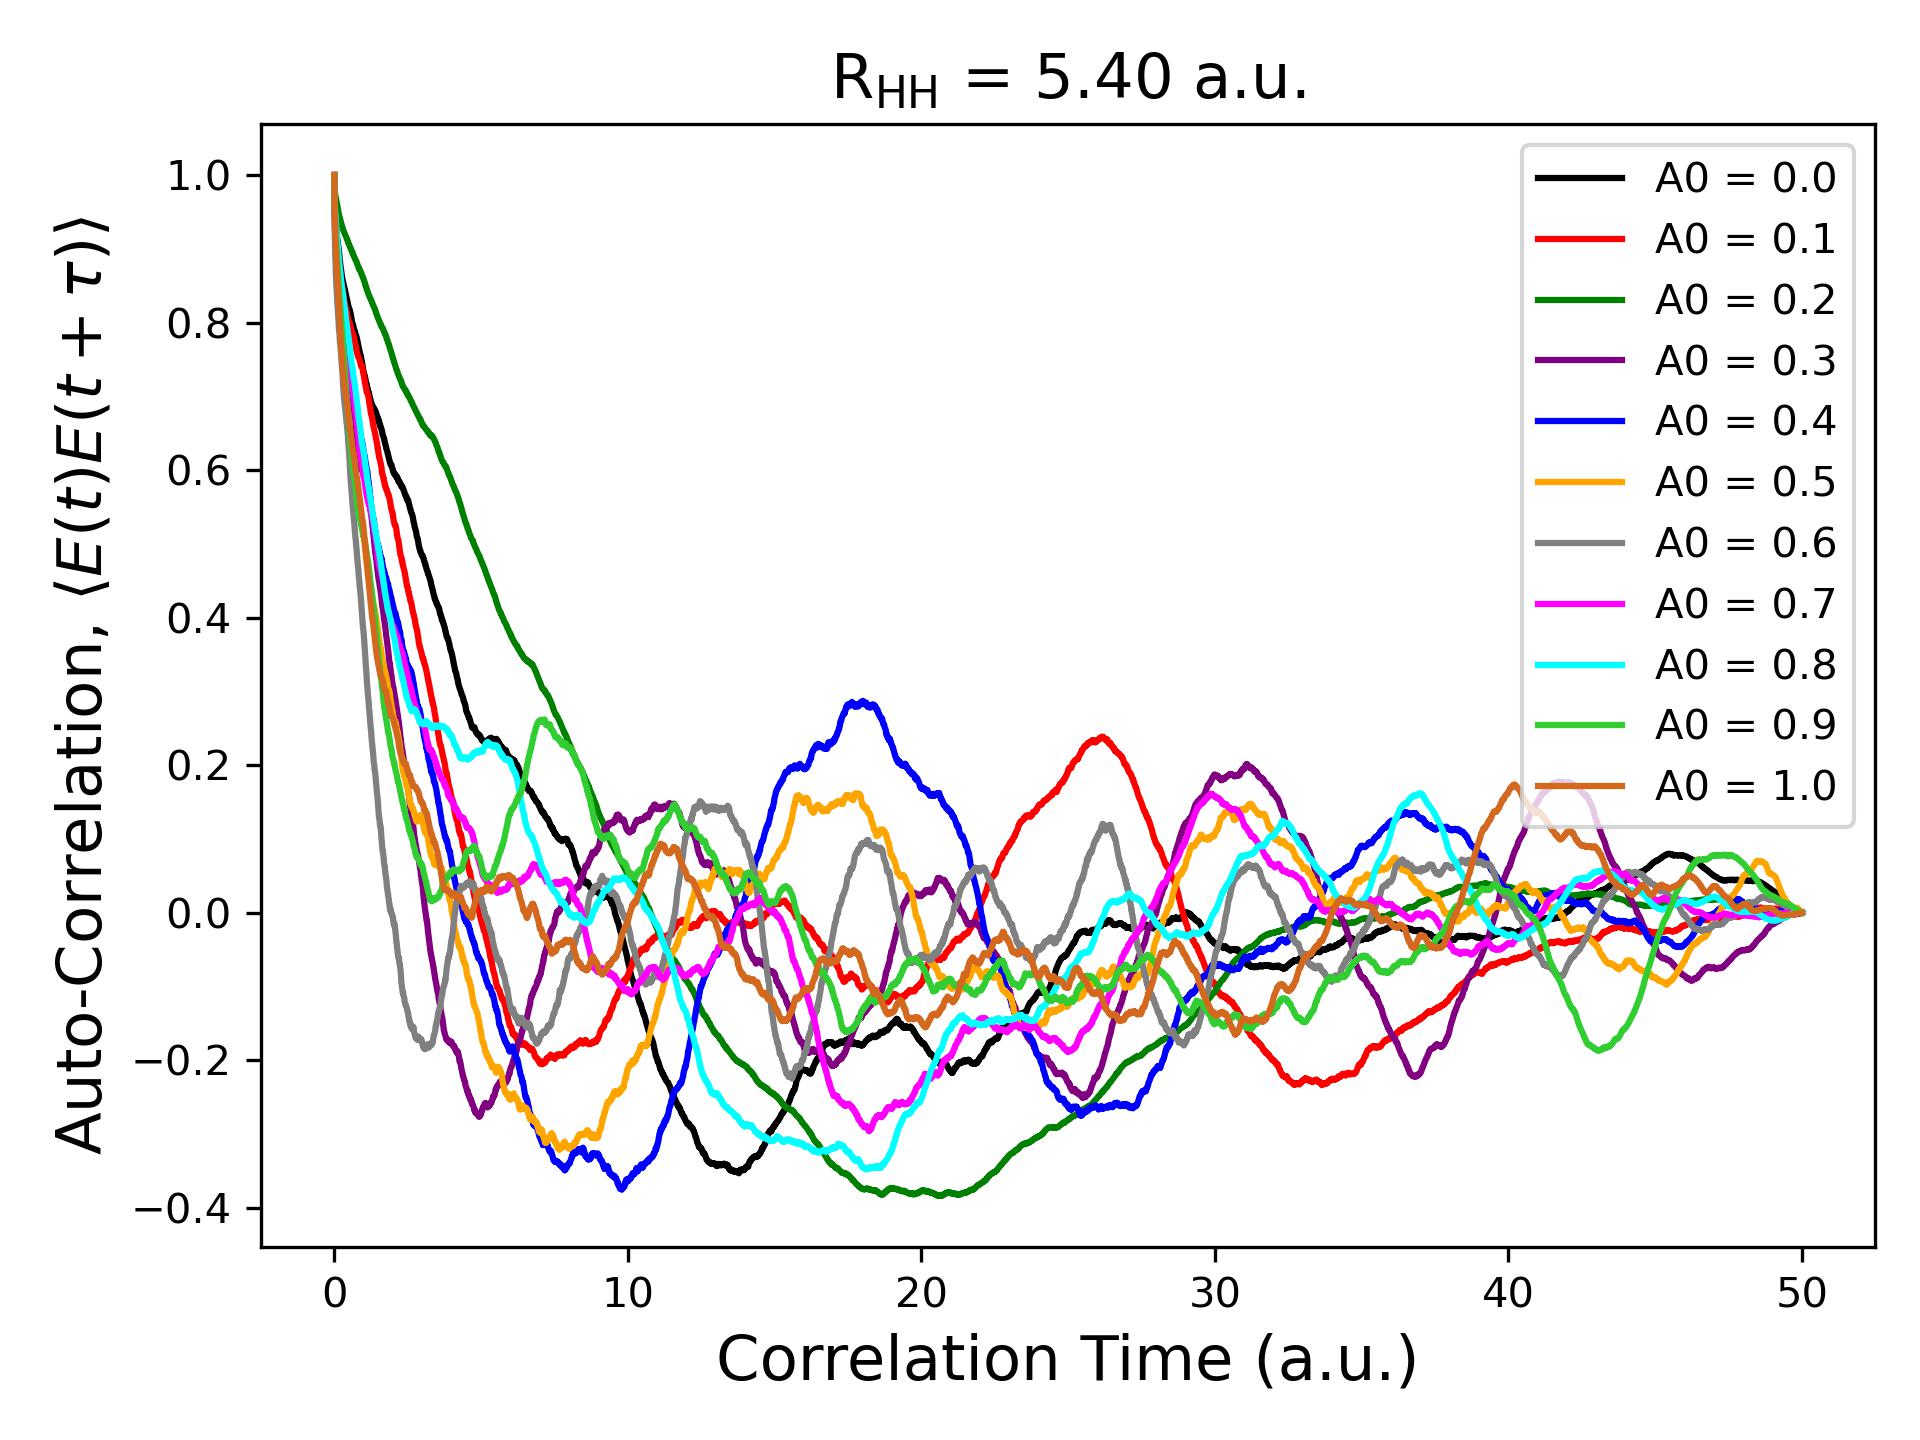 R_HH = 5.40 a.u.
Auto-Correlation, ⟨E(t)E(t + τ)⟩
1.0
0.8
0.6
0.4
0.2
0.0
−0.2
−0.4
A0 = 0.0
A0 = 0.1
A0 = 0.2
A0 = 0.3
A0 = 0.4
A0 = 0.5
A0 = 0.6
A0 = 0.7
A0 = 0.8
A0 = 0.9
A0 = 1.0
0 10 20 30 40 50
Correlation Time (a.u.)